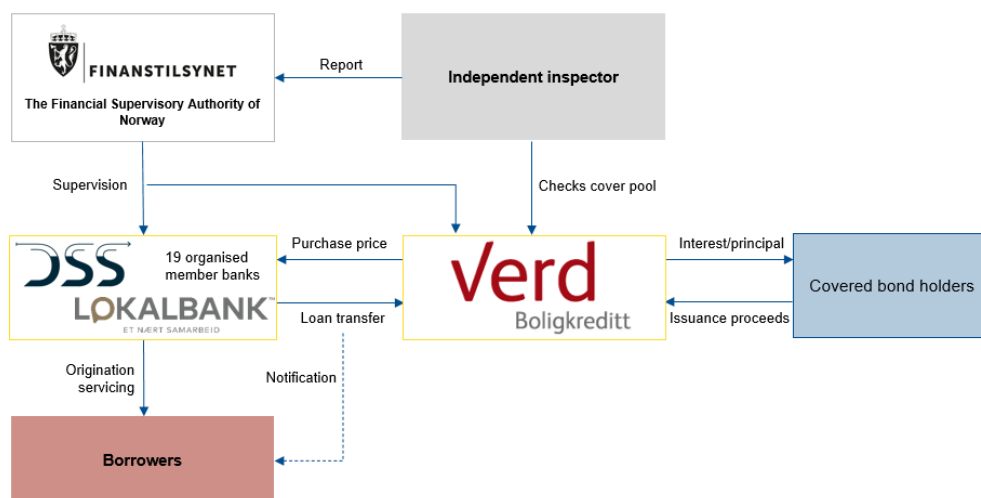 FINANSTILSYNET
The Financial Supervisory Authority of
Norway
Report
Independent inspector
Supervision
Checks cover pool
DSS
19 organised
member banks
LOKALBANK™
ET NÆRT SAMARBEID
Purchase price
Loan transfer
Verd
Boligkreditt
Interest/principal
Issuance proceeds
Covered bond holders
Origination
servicing
Notification
Borrowers